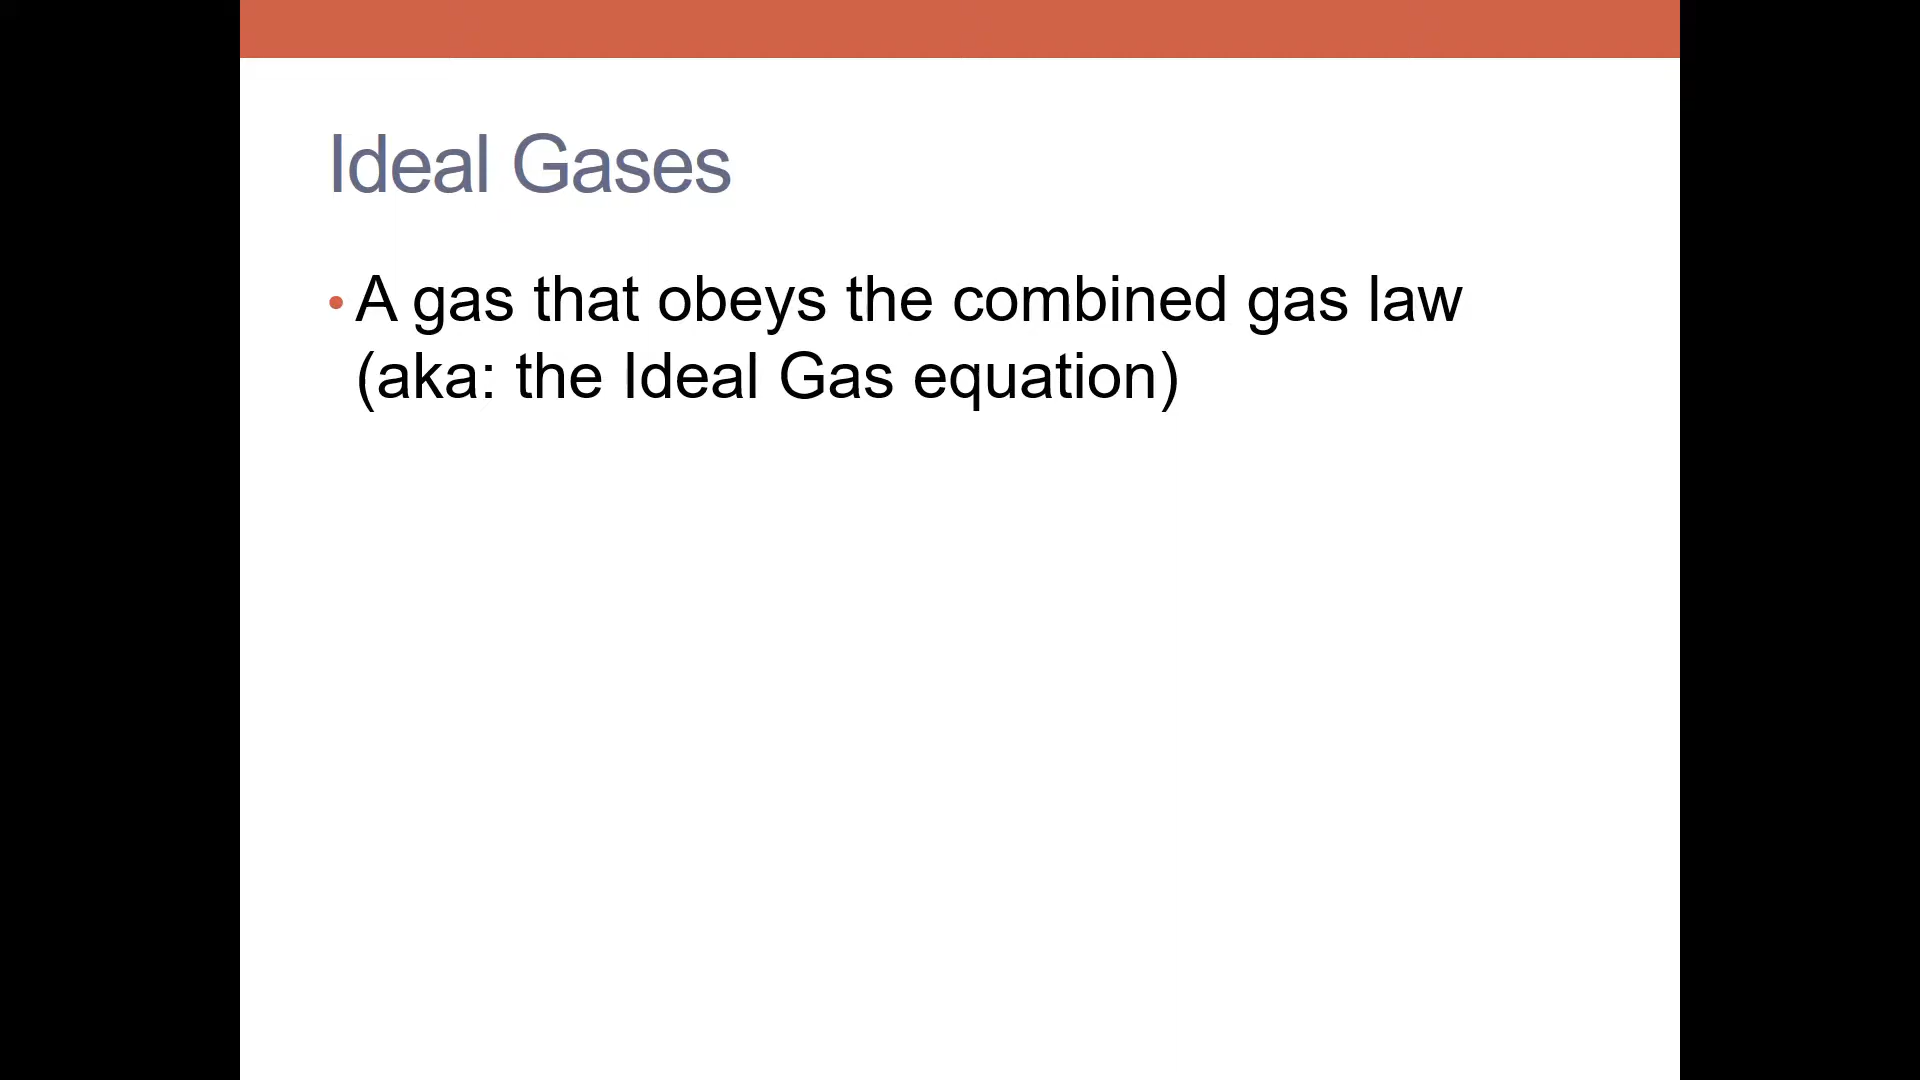 Ideal Gases
• A gas that obeys the combined gas law
(aka: the Ideal Gas equation)